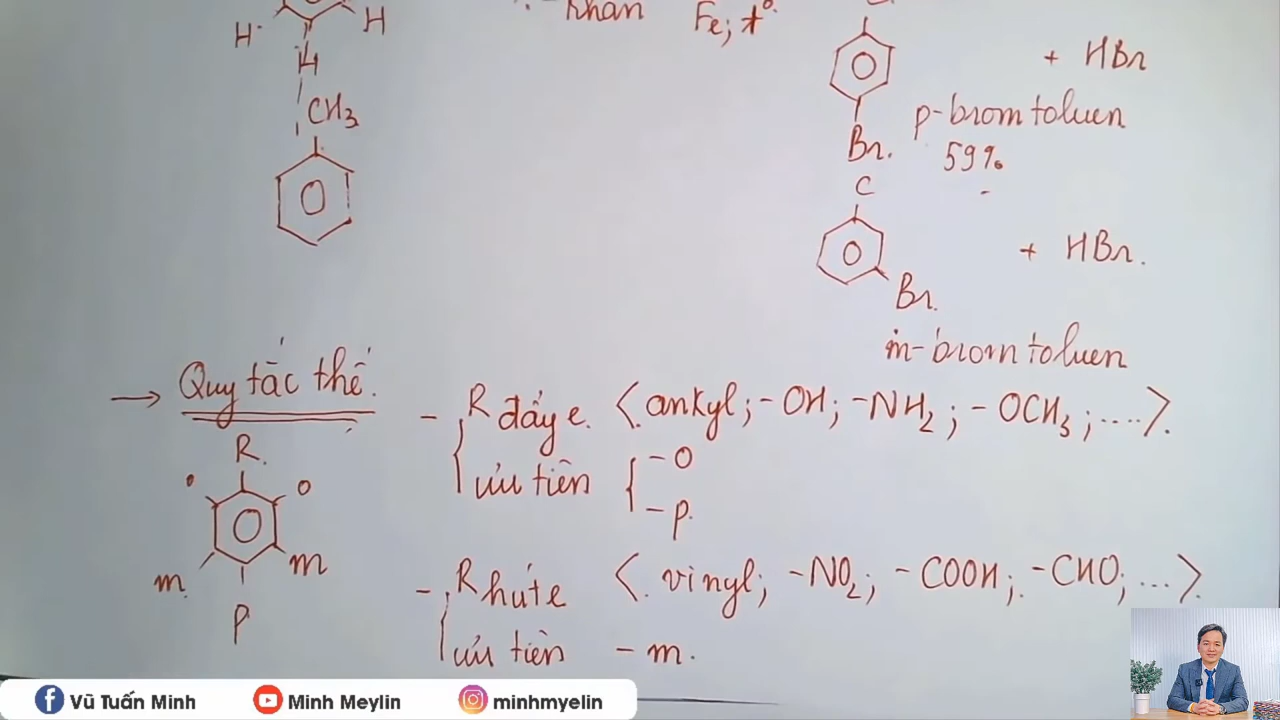 khan Fe; t°
H H
H
CH₃
+ HBr
p-brom toluen
Br.
59%
C
+ HBr.
Br.
m-brom toluen
→ Quy tắc thế.
- R đẩy e. <ankyl; -OH; -NH₂; -OCH₃; ....>.
ưu tiên { -o
-p.
R.
o
m m
p
- R hút e <vinyl; -NO₂; -COOH; -CHO; ...>.
ưu tiên - m.
Vũ Tuấn Minh Minh Meylin minhmyelin